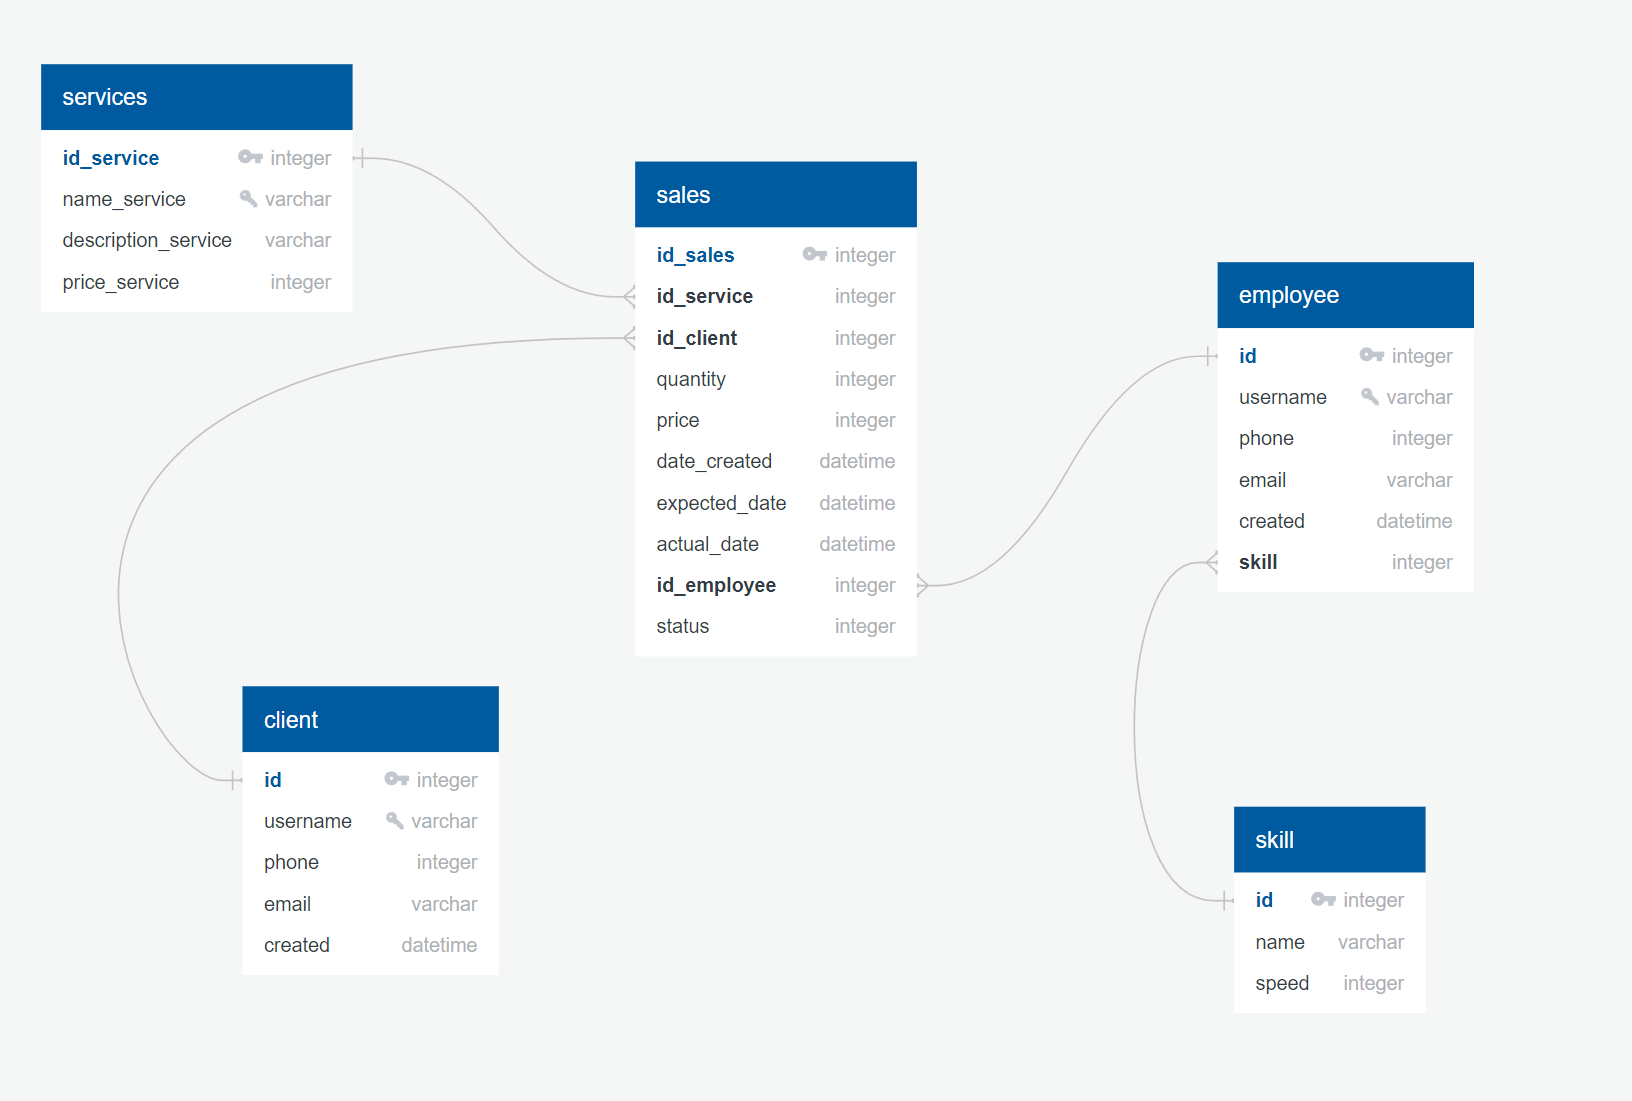 services
id_service integer
name_service varchar
description_service varchar
price_service integer
sales
id_sales integer
id_service integer
id_client integer
quantity integer
price integer
date_created datetime
expected_date datetime
actual_date datetime
id_employee integer
status integer
employee
id integer
username varchar
phone integer
email varchar
created datetime
skill integer
client
id integer
username varchar
phone integer
email varchar
created datetime
skill
id integer
name varchar
speed integer